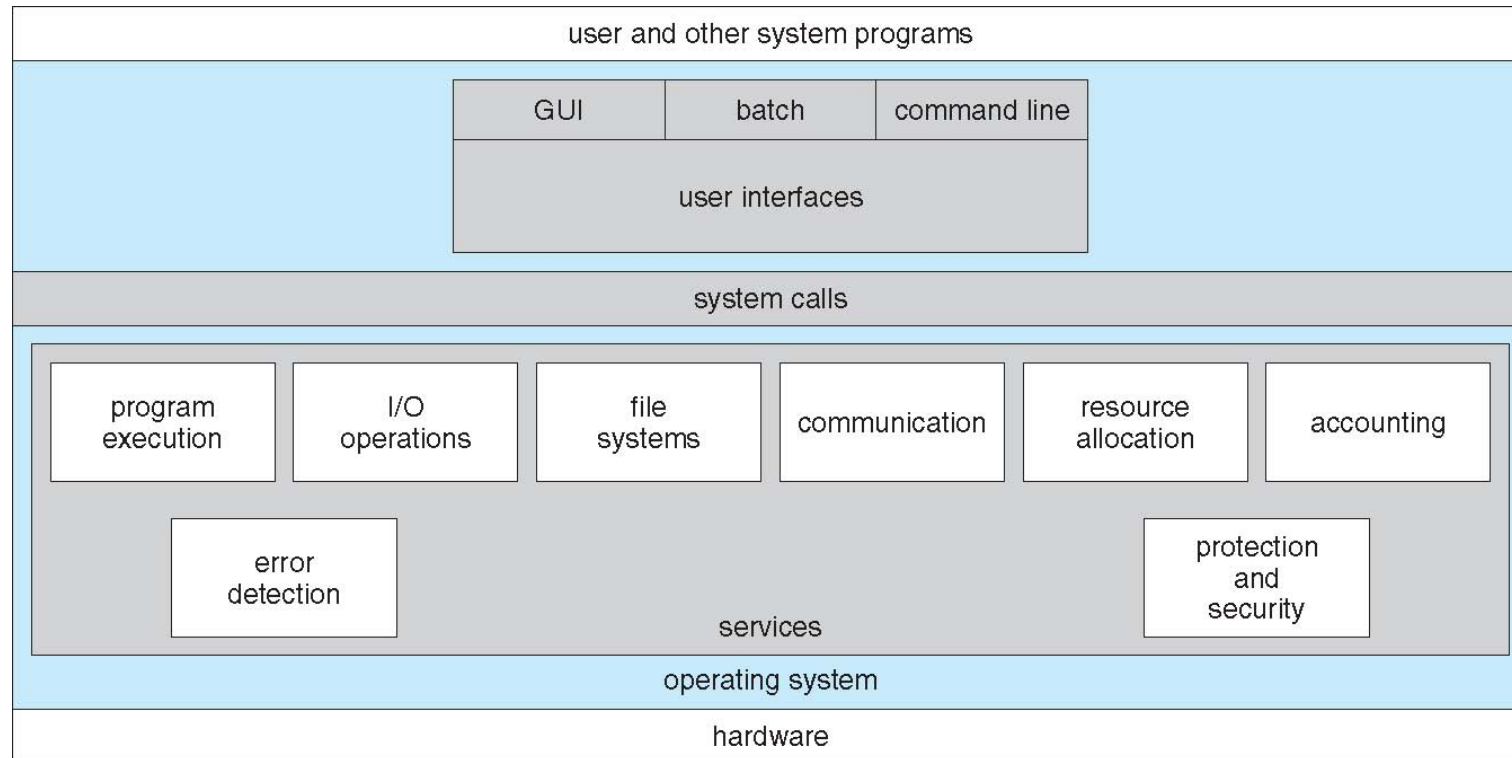 user and other system programs
GUI
batch
command line
user interfaces
system calls
program
execution
I/O
operations
file
systems
communication
resource
allocation
accounting
error
detection
protection
and
security
services
operating system
hardware